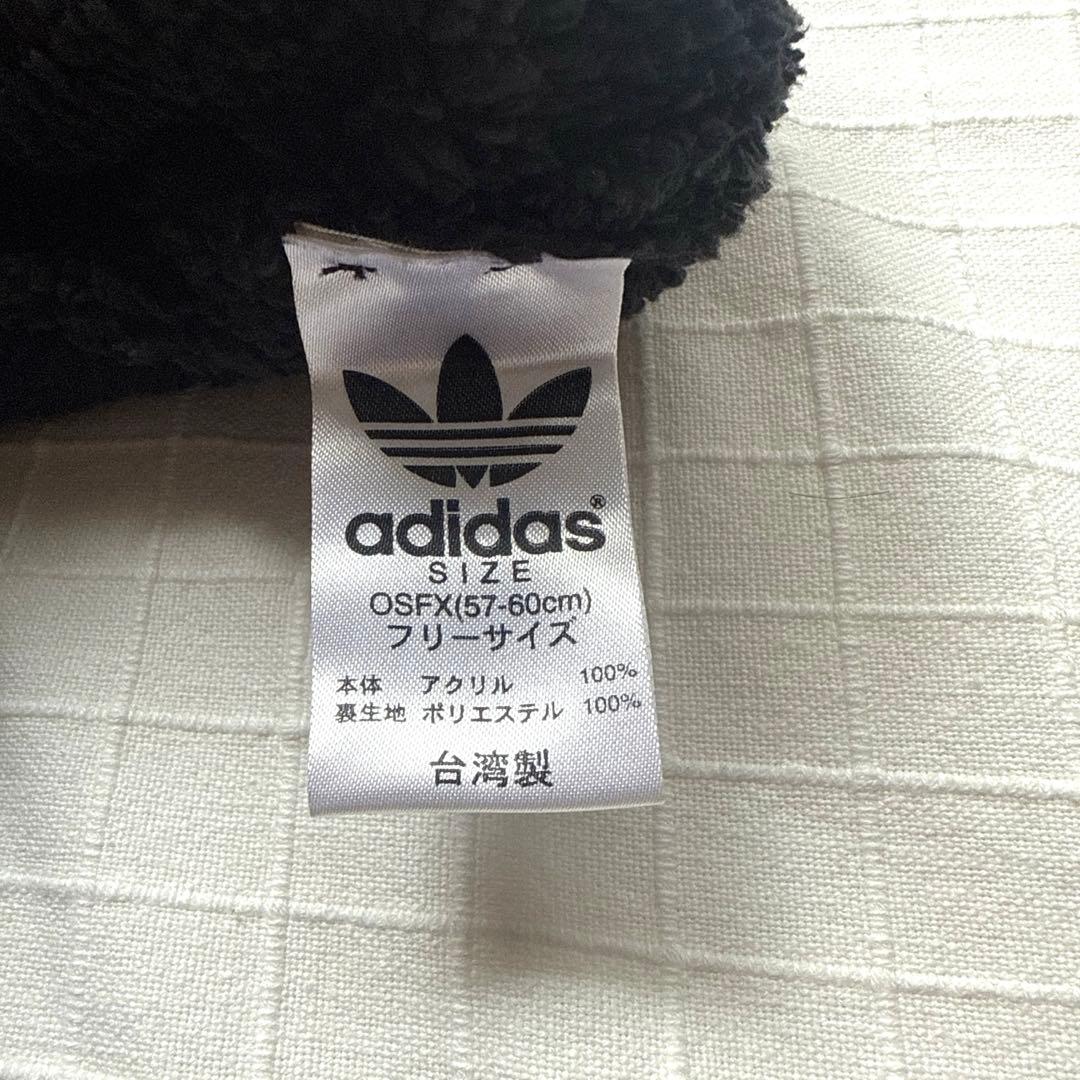 adidas®
SIZE
OSFX(57-60cm)
フリーサイズ
本体 アクリル 100%
裏生地 ポリエステル 100%
台湾製